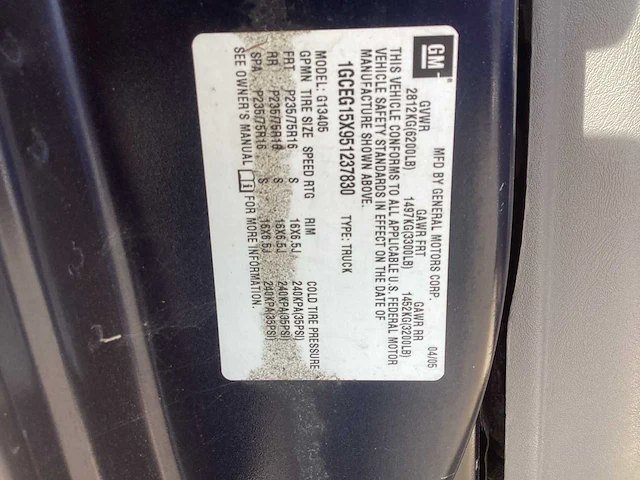 GM
MFD BY GENERAL MOTORS CORP. 04/05
GVWR GAWR FRT GAWR RR
2812KG(6200LB) 1497KG(3300LB) 1452KG(3200LB)
THIS VEHICLE CONFORMS TO ALL APPLICABLE U.S. FEDERAL MOTOR
VEHICLE SAFETY STANDARDS IN EFFECT ON THE DATE OF
MANUFACTURE SHOWN ABOVE.
1GCFG15X951237830 TYPE: TRUCK
MODEL: G13405
GPMN TIRE SIZE SPEED RTG RIM COLD TIRE PRESSURE
FRT P235/75R16 S 16X6.5J 240KPA(35PSI)
RR P235/75R16 S 16X6.5J 240KPA(35PSI)
SPA P235/75R16 S 16X6.5J 240KPA(35PSI)
SEE OWNER'S MANUAL FOR MORE INFORMATION.